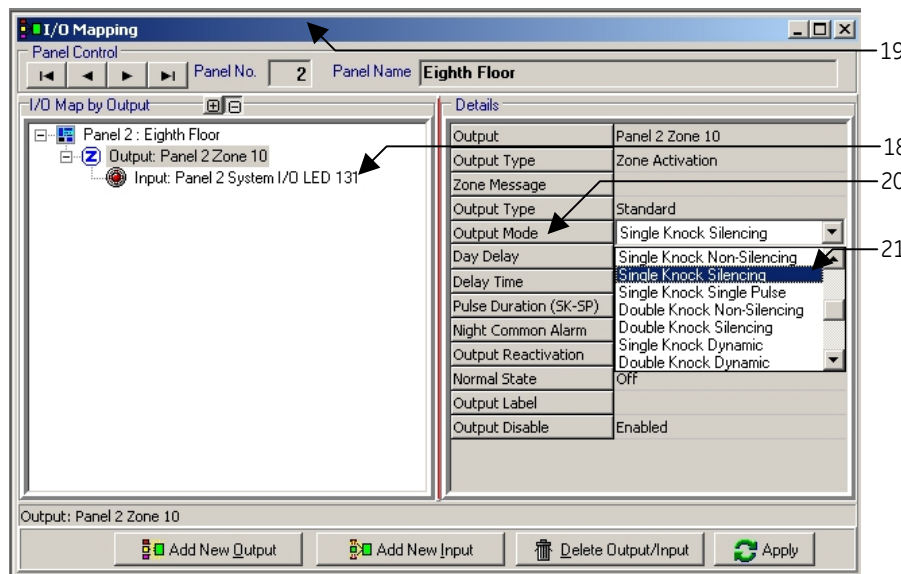 I/O Mapping
19
Panel Control
Panel No. 2 Panel Name Eighth Floor
I/O Map by Output
Panel 2 : Eighth Floor
Output: Panel 2 Zone 10
Input: Panel 2 System I/O LED 131
18
Details
Output Panel 2 Zone 10
Output Type Zone Activation
Zone Message
20
Output Type Standard
Output Mode Single Knock Silencing
Day Delay
21
Delay Time
Pulse Duration (SK-SP)
Night Common Alarm
Output Reactivation
Single Knock Non-Silencing
Single Knock Silencing
Single Knock Single Pulse
Double Knock Non-Silencing
Double Knock Silencing
Single Knock Dynamic
Double Knock Dynamic
Normal State Off
Output Label
Output Disable Enabled
Output: Panel 2 Zone 10
Add New Output
Add New Input
Delete Output/Input
Apply